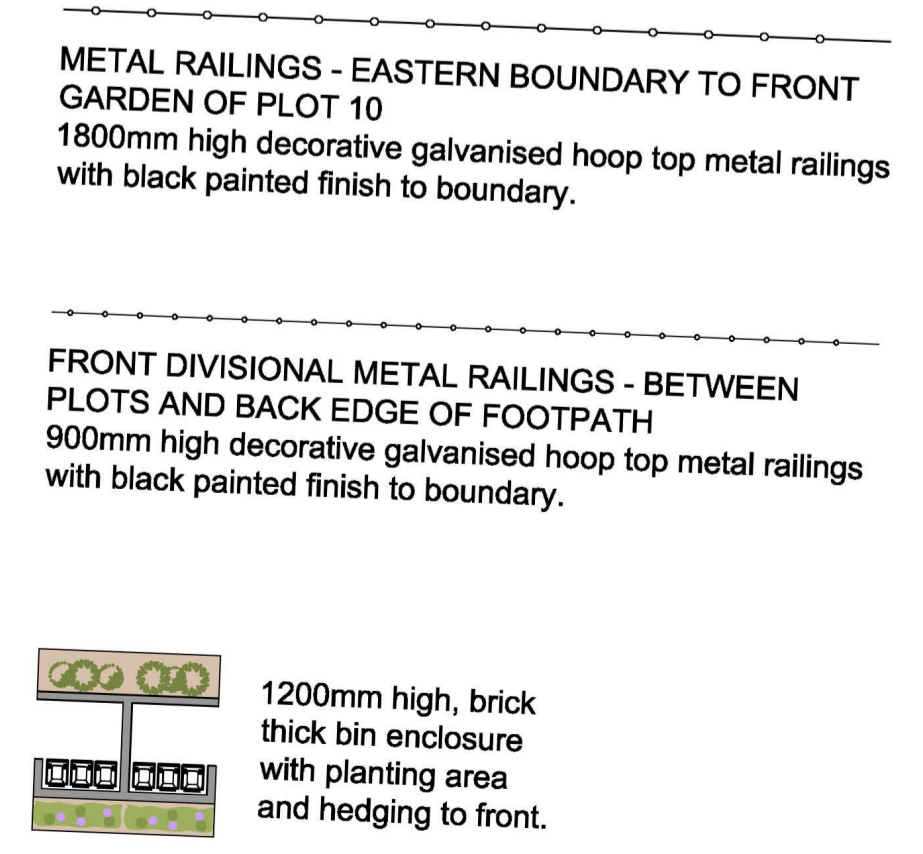 METAL RAILINGS - EASTERN BOUNDARY TO FRONT
GARDEN OF PLOT 10
1800mm high decorative galvanised hoop top metal railings
with black painted finish to boundary.
FRONT DIVISIONAL METAL RAILINGS - BETWEEN
PLOTS AND BACK EDGE OF FOOTPATH
900mm high decorative galvanised hoop top metal railings
with black painted finish to boundary.
1200mm high, brick
thick bin enclosure
with planting area
and hedging to front.